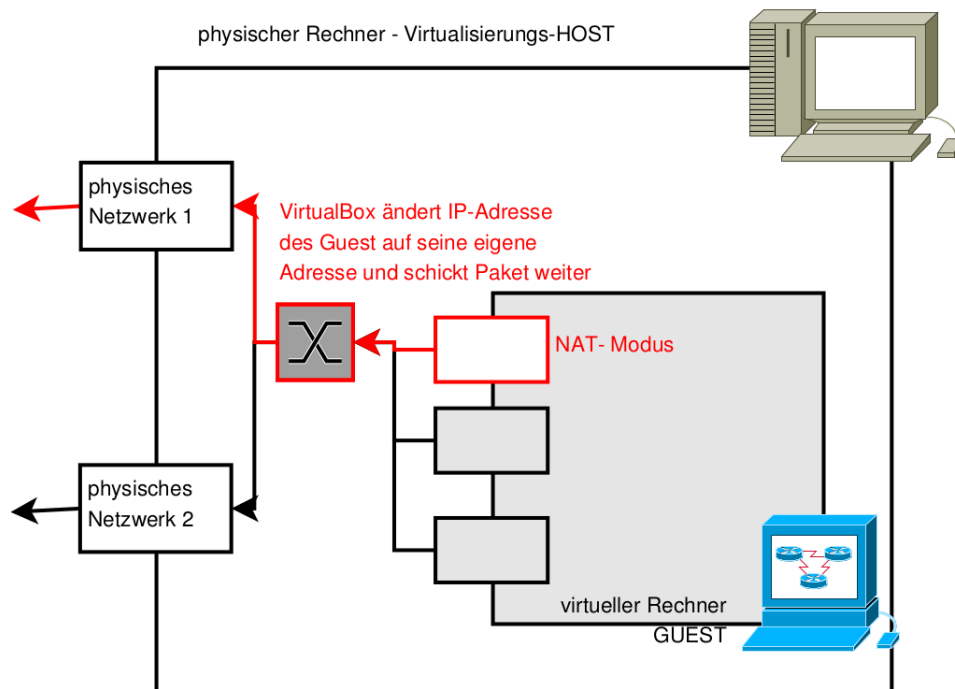 physischer Rechner - Virtualisierungs-HOST
physisches
Netzwerk 1
VirtualBox ändert IP-Adresse
des Guest auf seine eigene
Adresse und schickt Paket weiter
NAT- Modus
physisches
Netzwerk 2
virtueller Rechner
GUEST